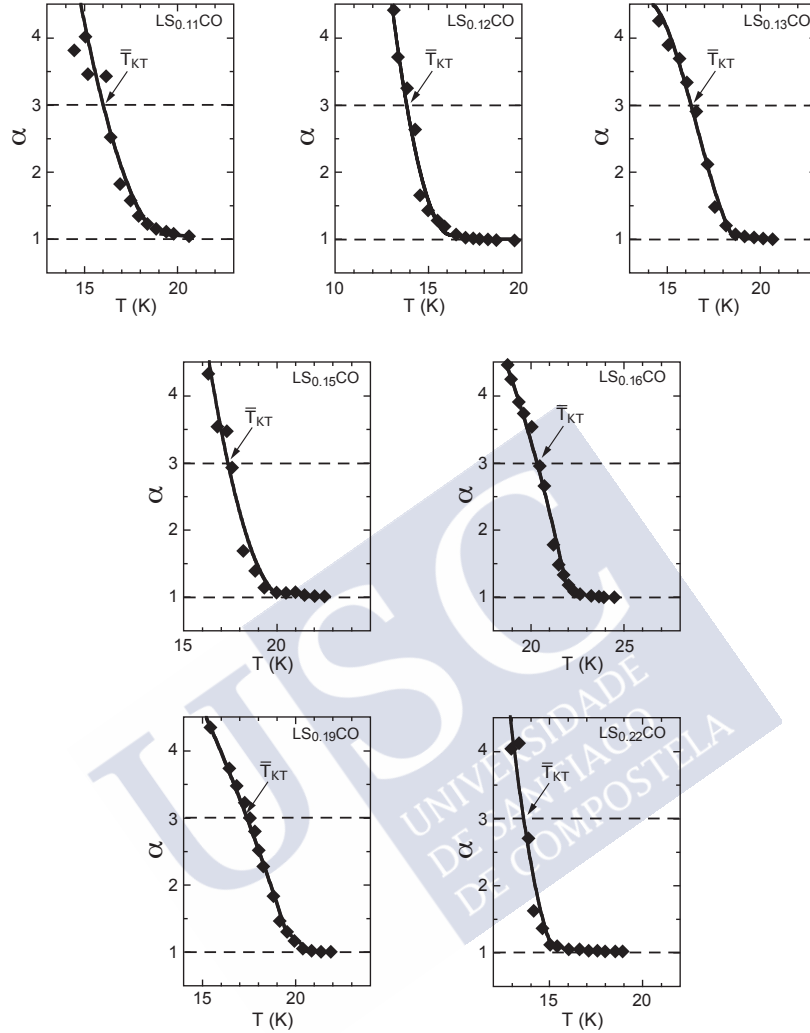 LS0.11CO
LS0.12CO
LS0.13CO
4
3
2
1
α
T̿KT
15
20
T (K)
4
3
2
1
α
T̿KT
10
15
20
T (K)
4
3
2
1
α
T̿KT
15
20
T (K)
LS0.15CO
4
3
2
1
α
T̿KT
15
20
T (K)
LS0.16CO
4
3
2
1
α
T̿KT
20
25
T (K)
LS0.19CO
4
3
2
1
α
T̿KT
15
20
T (K)
LS0.22CO
4
3
2
1
α
T̿KT
15
20
T (K)
USC
UNIVERSIDADE
DE SANTIAGO
DE COMPOSTELA